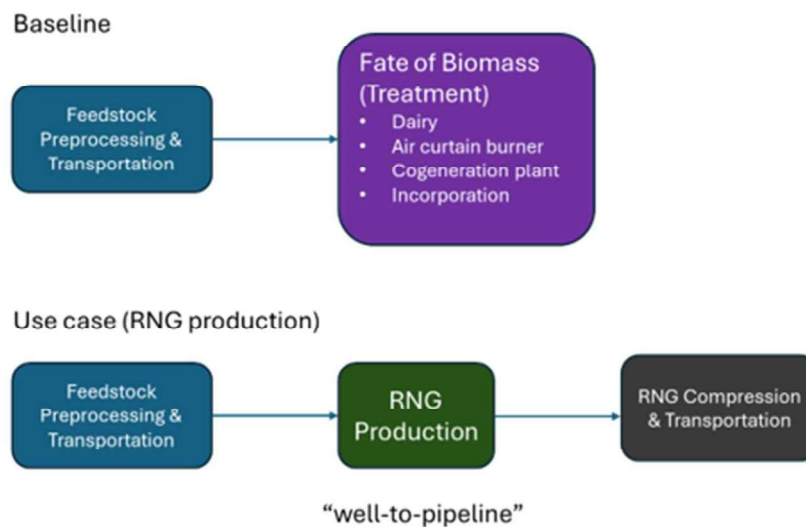 Baseline
Feedstock
Preprocessing &
Transportation
Fate of Biomass
(Treatment)
• Dairy
• Air curtain burner
• Cogeneration plant
• Incorporation
Use case (RNG production)
Feedstock
Preprocessing &
Transportation
RNG
Production
RNG Compression
& Transportation
“well-to-pipeline”